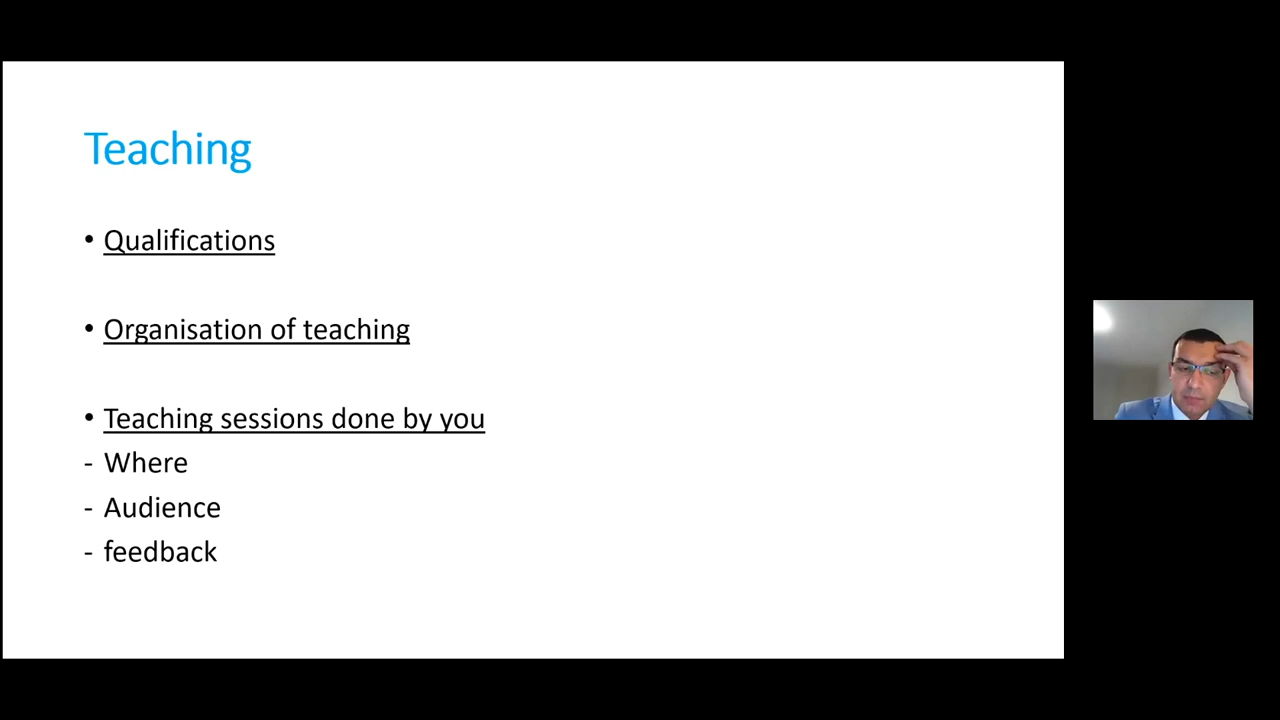 Teaching
• Qualifications
• Organisation of teaching
• Teaching sessions done by you
- Where
- Audience
- feedback